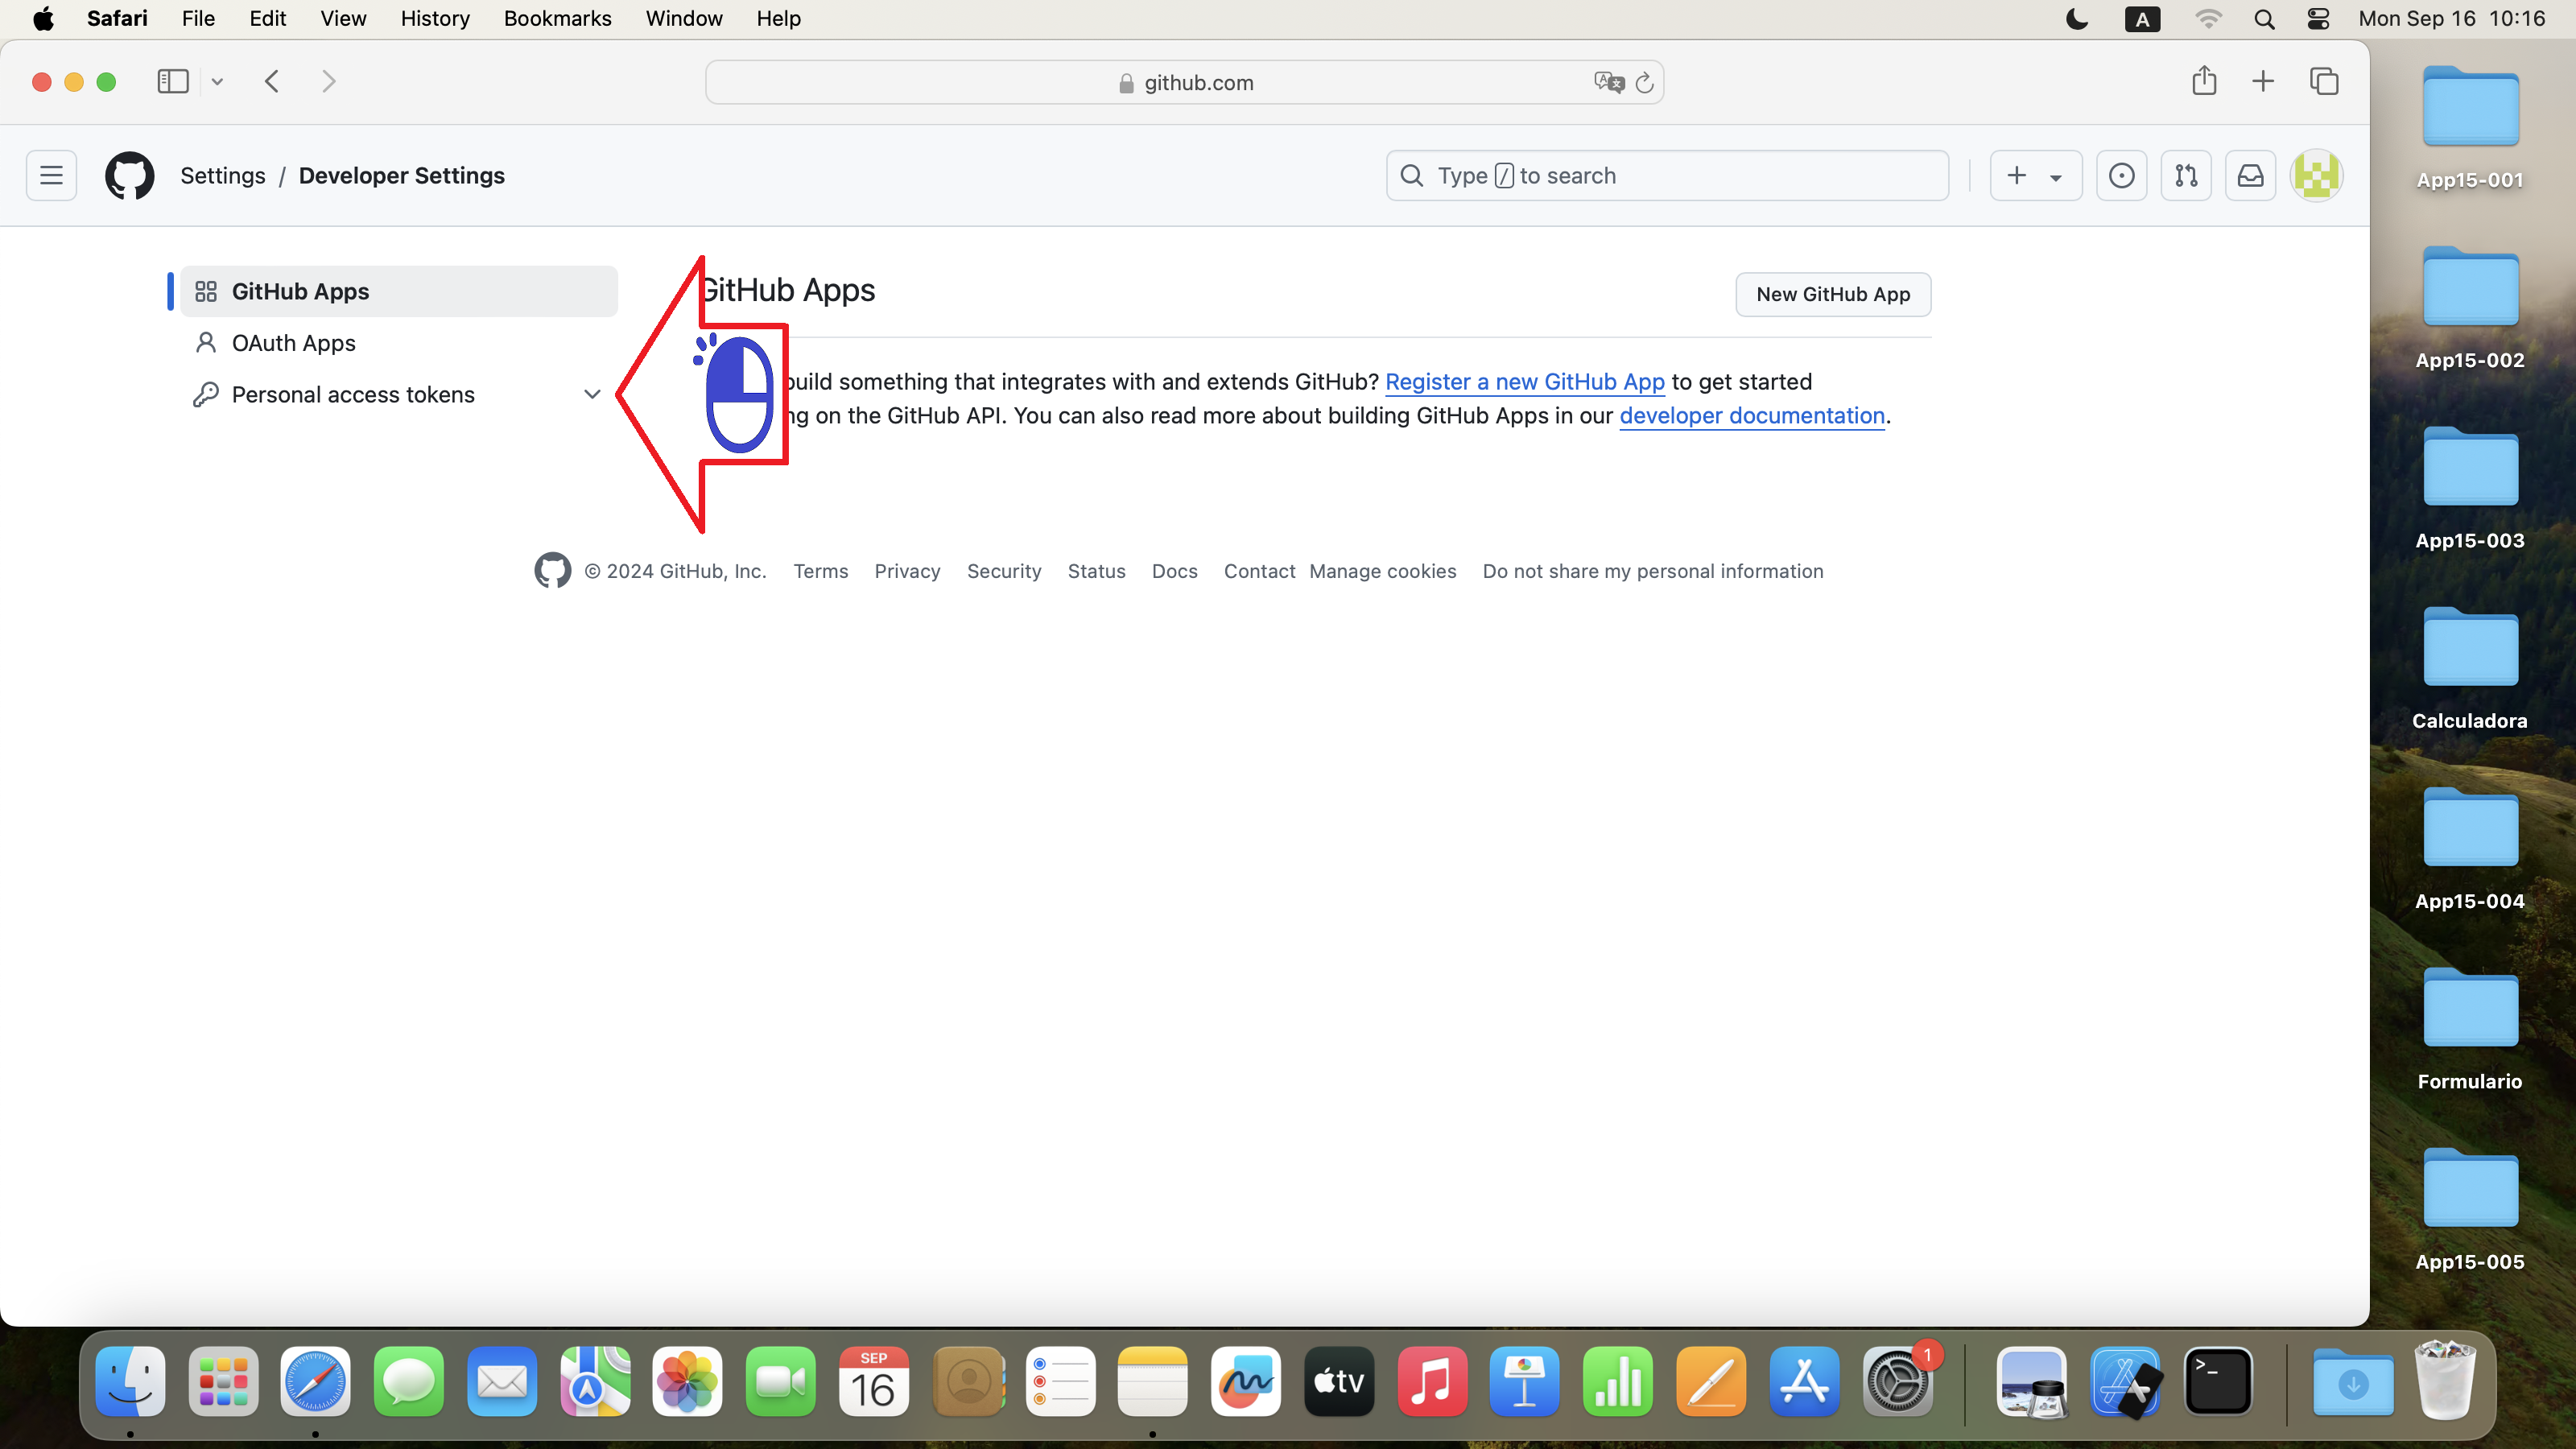 Safari File Edit View History Bookmarks Window Help A Mon Sep 16 10:16
github.com
Settings / Developer Settings
Type / to search
GitHub Apps
OAuth Apps
Personal access tokens
GitHub Apps
New GitHub App
build something that integrates with and extends GitHub? Register a new GitHub App to get started
on the GitHub API. You can also read more about building GitHub Apps in our developer documentation.
© 2024 GitHub, Inc. Terms Privacy Security Status Docs Contact Manage cookies Do not share my personal information
App15-001
App15-002
App15-003
Calculadora
App15-004
Formulario
App15-005
SEP
16
tv
1
>_